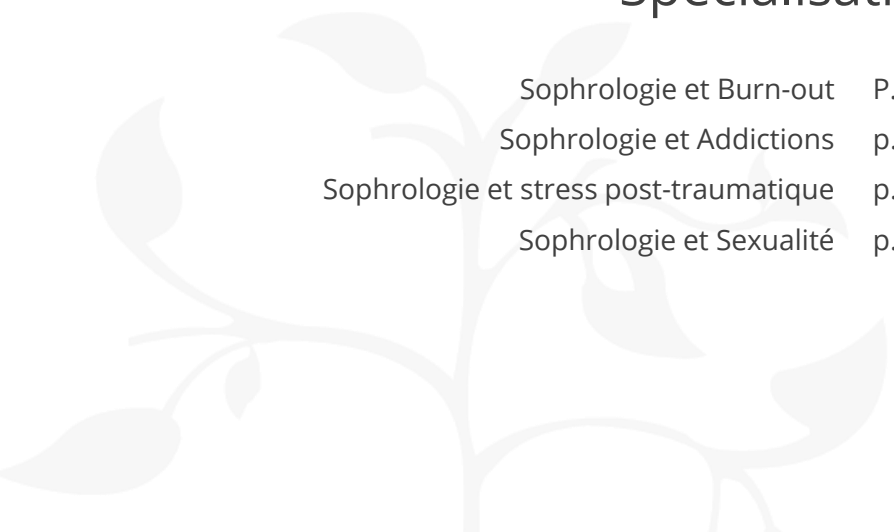 Sophrologie et Burn-out P.
Sophrologie et Addictions p.
Sophrologie et stress post-traumatique p.
Sophrologie et Sexualité p.